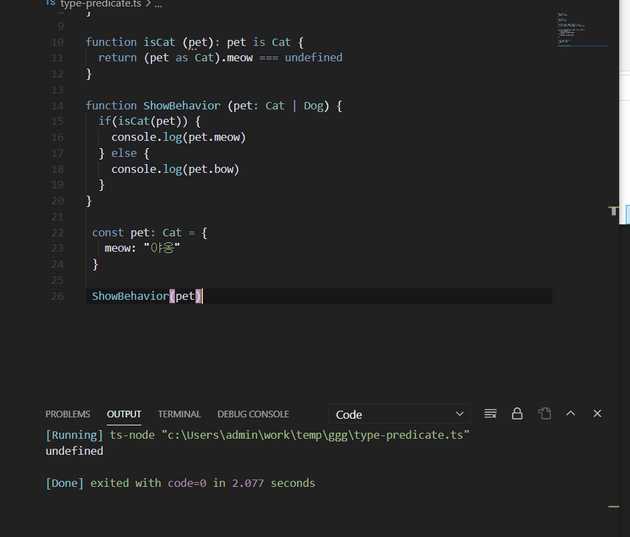 TS type-predicate.ts > ...
8 }
9
10 function isCat (pet): pet is Cat {
11 return (pet as Cat).meow === undefined
12 }
13
14 function ShowBehavior (pet: Cat | Dog) {
15 if(isCat(pet)) {
16 console.log(pet.meow)
17 } else {
18 console.log(pet.bow)
19 }
20 }
21
22 const pet: Cat = {
23 meow: "야옹"
24 }
25
26 ShowBehavior(pet)
PROBLEMS OUTPUT TERMINAL DEBUG CONSOLE Code
[Running] ts-node "c:\Users\admin\work\temp\ggg\type-predicate.ts"
undefined
[Done] exited with code=0 in 2.077 seconds